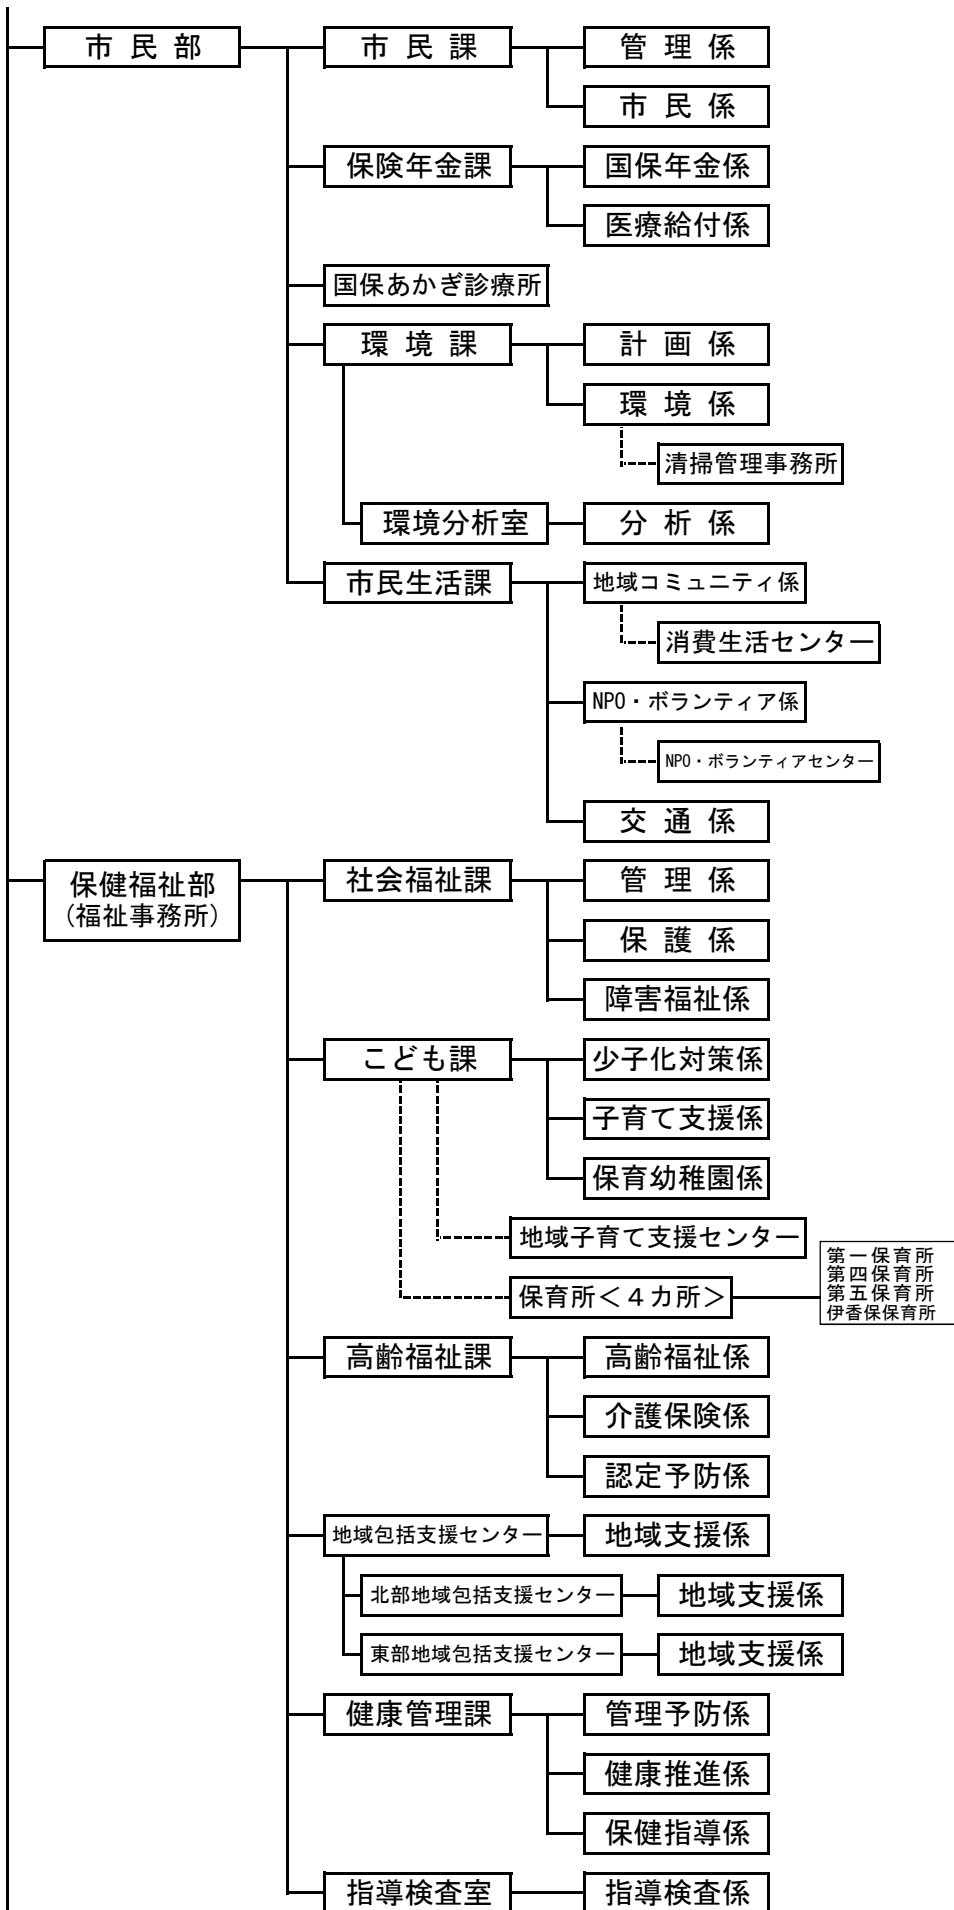 市民部
市民課
管理係
市民係
保険年金課
国保年金係
医療給付係
国保あかぎ診療所
環境課
計画係
環境係
清掃管理事務所
環境分析室
分析係
市民生活課
地域コミュニティ係
消費生活センター
NPO・ボランティア係
NPO・ボランティアセンター
交通係
保健福祉部
(福祉事務所)
社会福祉課
管理係
保護係
障害福祉係
こども課
少子化対策係
子育て支援係
保育幼稚園係
地域子育て支援センター
保育所＜４カ所＞
第一保育所
第四保育所
第五保育所
伊香保保育所
高齢福祉課
高齢福祉係
介護保険係
認定予防係
地域包括支援センター
地域支援係
北部地域包括支援センター
地域支援係
東部地域包括支援センター
地域支援係
健康管理課
管理予防係
健康推進係
保健指導係
指導検査室
指導検査係